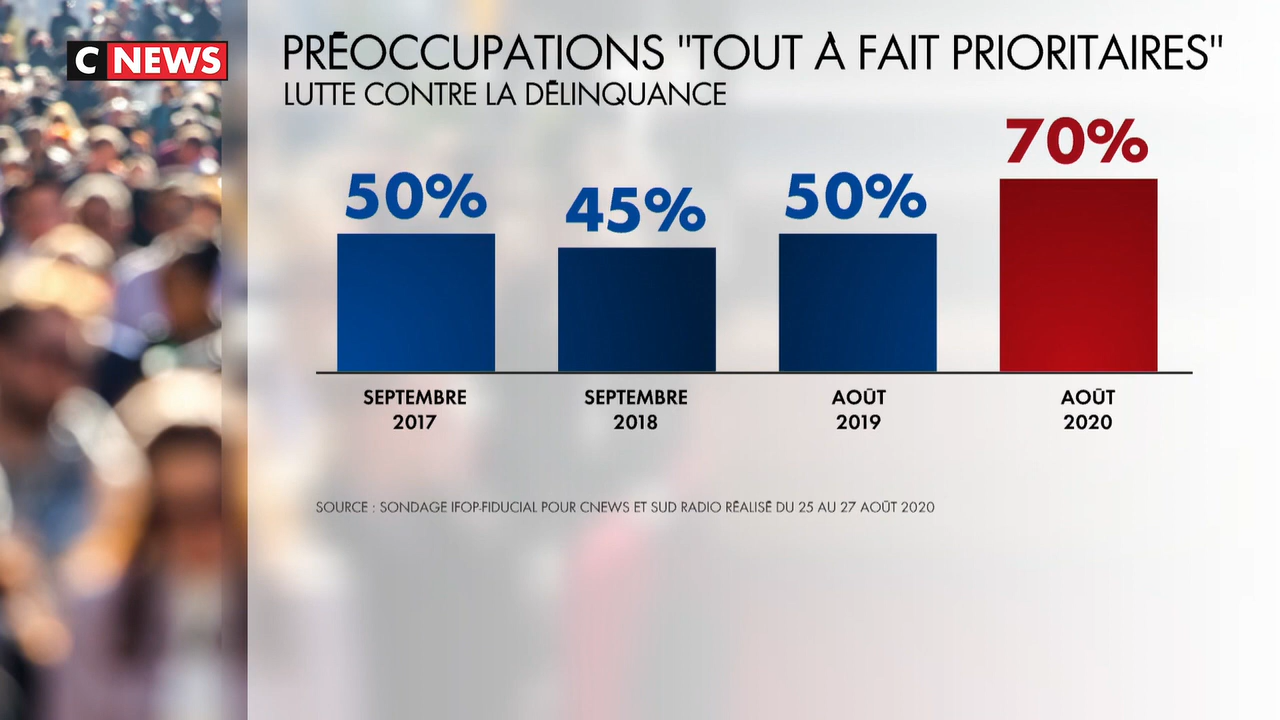 C NEWS
PRÉOCCUPATIONS "TOUT À FAIT PRIORITAIRES"
LUTTE CONTRE LA DÉLINQUANCE
50%
45%
50%
70%
SEPTEMBRE
2017
SEPTEMBRE
2018
AOÛT
2019
AOÛT
2020
SOURCE : SONDAGE IFOP-FIDUCIAL POUR CNEWS ET SUD RADIO RÉALISÉ DU 25 AU 27 AOÛT 2020